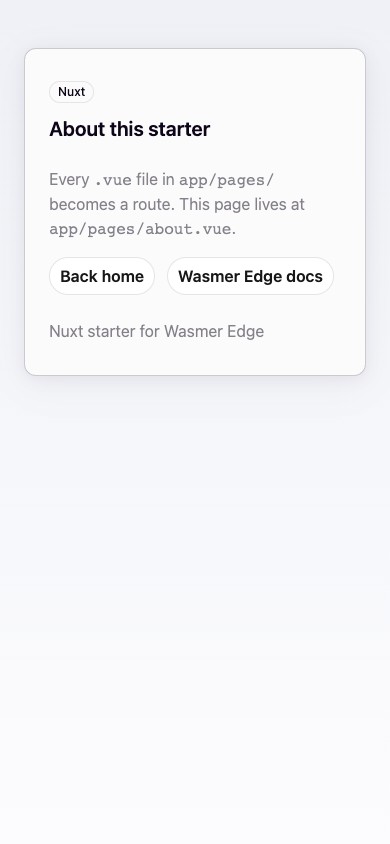 Nuxt
About this starter
Every .vue file in app/pages/
becomes a route. This page lives at
app/pages/about.vue.
Back home
Wasmer Edge docs
Nuxt starter for Wasmer Edge